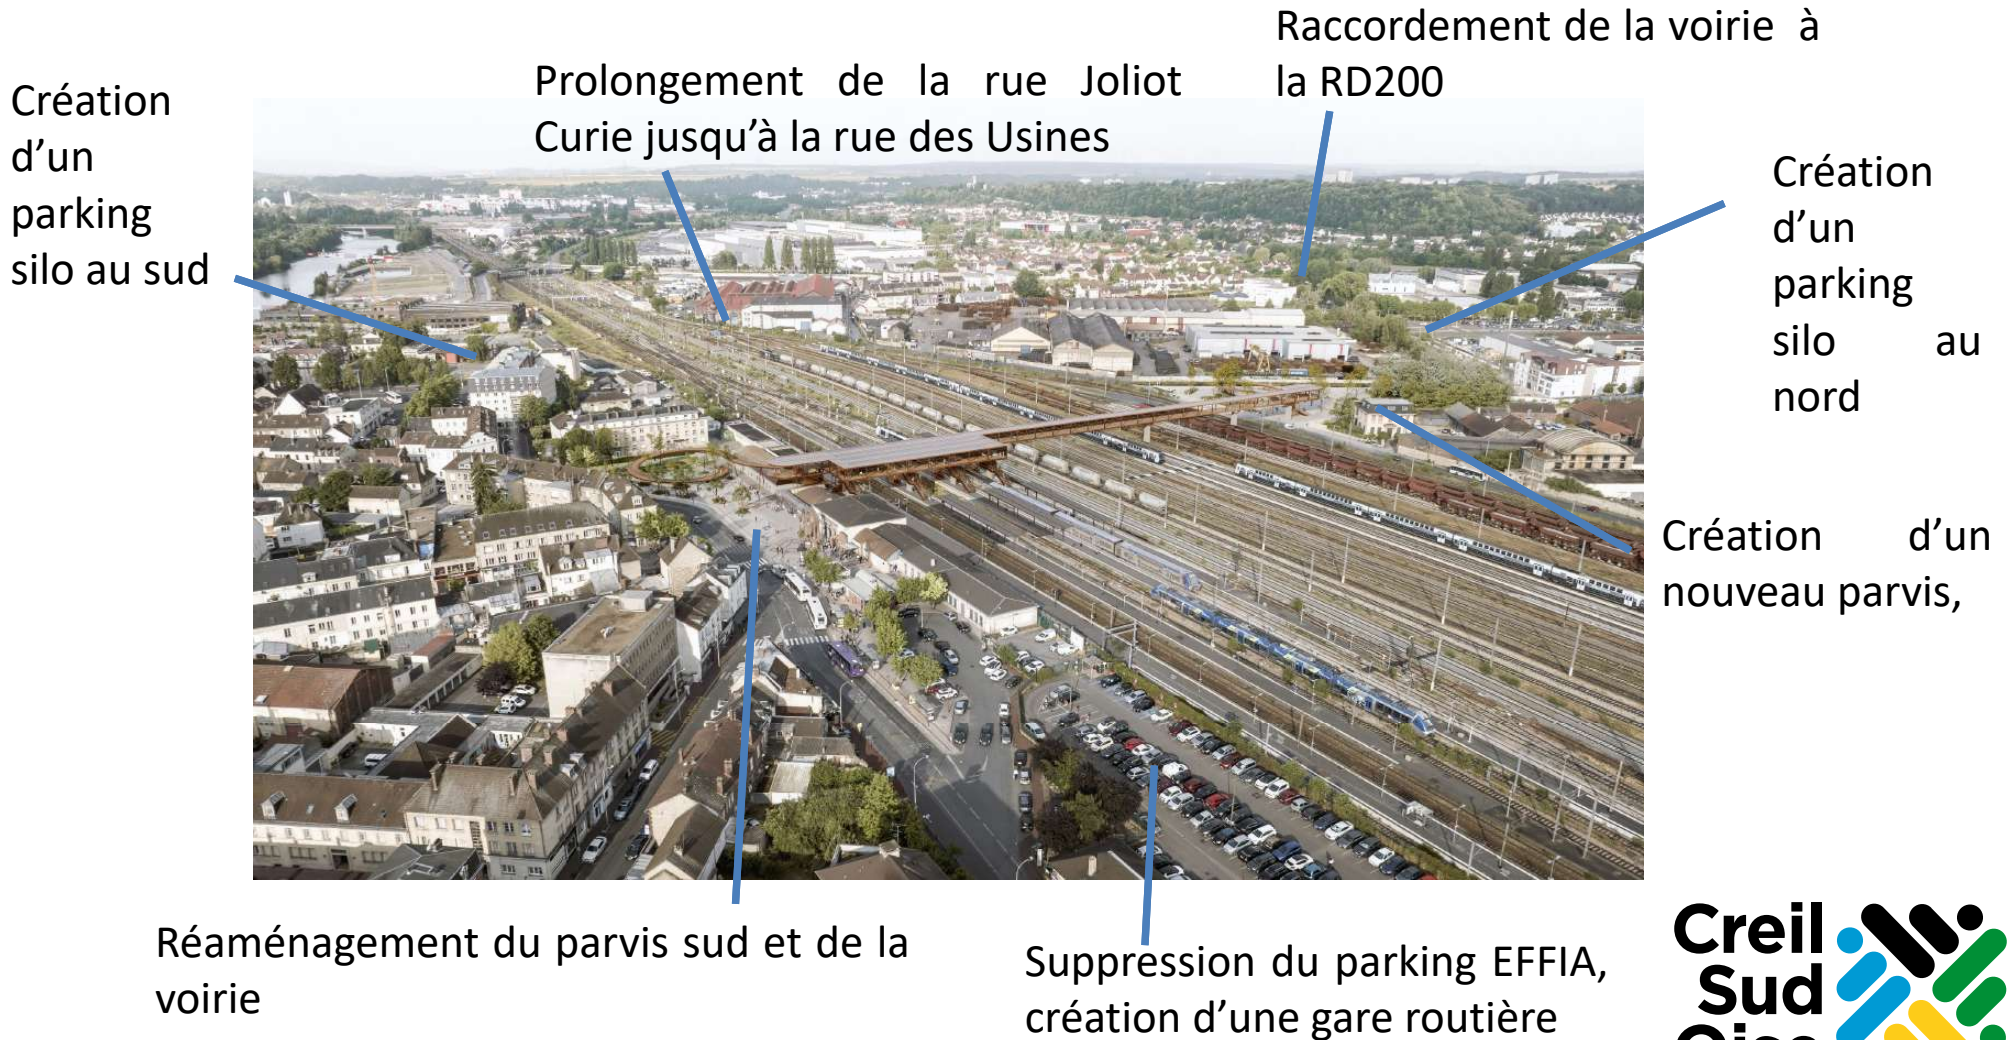 Raccordement de la voirie à
la RD200
Prolongement de la rue Joliot
Curie jusqu’à la rue des Usines
Création
d’un
parking
silo au sud
Création
d’un
parking
silo au
nord
Création d’un
nouveau parvis,
Réaménagement du parvis sud et de la
voirie
Suppression du parking EFFIA,
création d’une gare routière
Creil
Sud
Oise